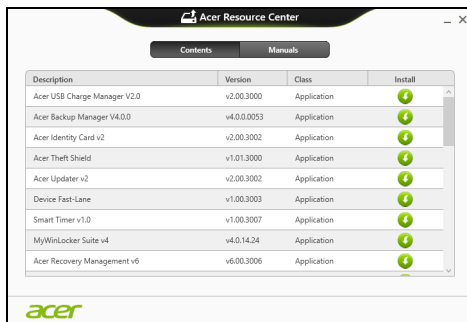 Acer Resource Center
Contents Manuals
Description Version Class Install
Acer USB Charge Manager V2.0 v2.00.3000 Application
Acer Backup Manager V4.0.0 v4.0.0.0053 Application
Acer Identity Card v2 v2.00.3002 Application
Acer Theft Shield v1.01.3000 Application
Acer Updater v2 v2.00.3002 Application
Device Fast-Lane v1.00.3003 Application
Smart Timer v1.0 v1.00.3007 Application
MyWinLocker Suite v4 v4.0.14.24 Application
Acer Recovery Management v6 v6.00.3006 Application
acer